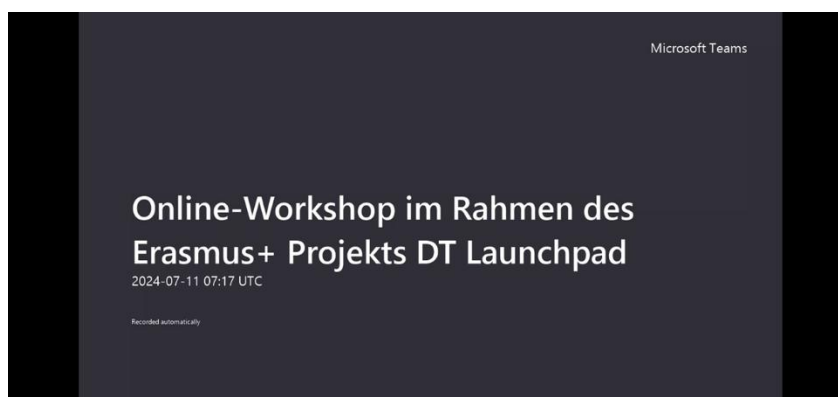 Microsoft Teams
Online-Workshop im Rahmen des
Erasmus+ Projekts DT Launchpad
2024-07-11 07:17 UTC
Recorded automatically